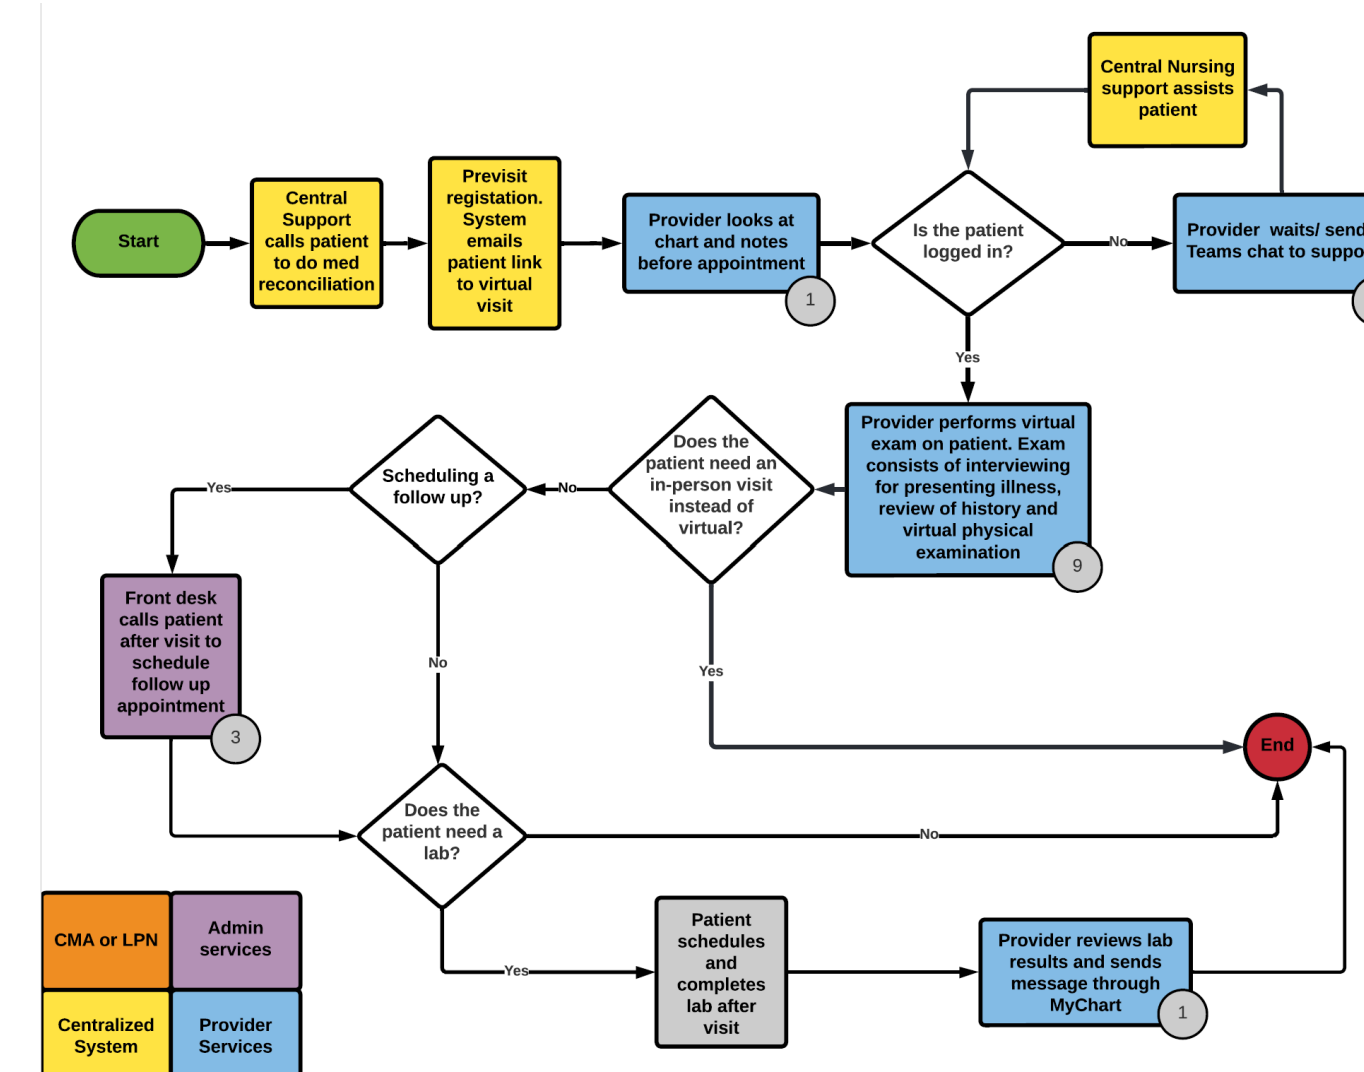 Start
Central
Support
calls patient
to do med
reconciliation
Previsit
registation.
System
emails
patient link
to virtual
visit
Provider looks at
chart and notes
before appointment
1
Is the patient
logged in?
No
Provider  waits/ send
Teams chat to suppo
Central Nursing
support assists
patient
Yes
Provider performs virtual
exam on patient. Exam
consists of interviewing
for presenting illness,
review of history and
virtual physical
examination
9
Does the
patient need an
in-person visit
instead of
virtual?
No
Yes
Scheduling a
follow up?
Yes
No
Front desk
calls patient
after visit to
schedule
follow up
appointment
3
Does the
patient need a
lab?
No
End
Yes
Patient
schedules
and
completes
lab after
visit
Provider reviews lab
results and sends
message through
MyChart
1
CMA or LPN
Admin
services
Centralized
System
Provider
Services